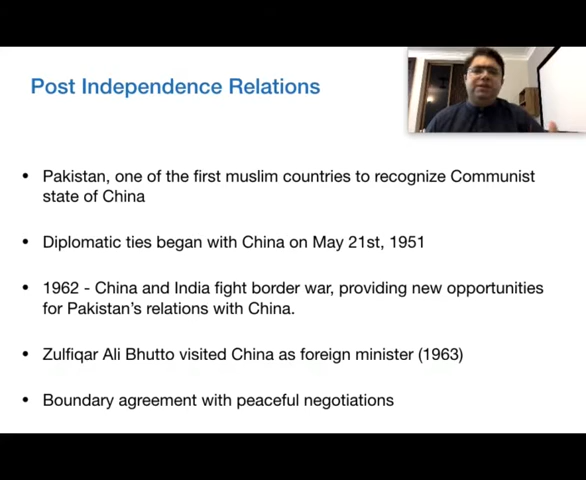 Post Independence Relations
• Pakistan, one of the first muslim countries to recognize Communist
state of China
• Diplomatic ties began with China on May 21st, 1951
• 1962 - China and India fight border war, providing new opportunities
for Pakistan's relations with China.
• Zulfiqar Ali Bhutto visited China as foreign minister (1963)
• Boundary agreement with peaceful negotiations